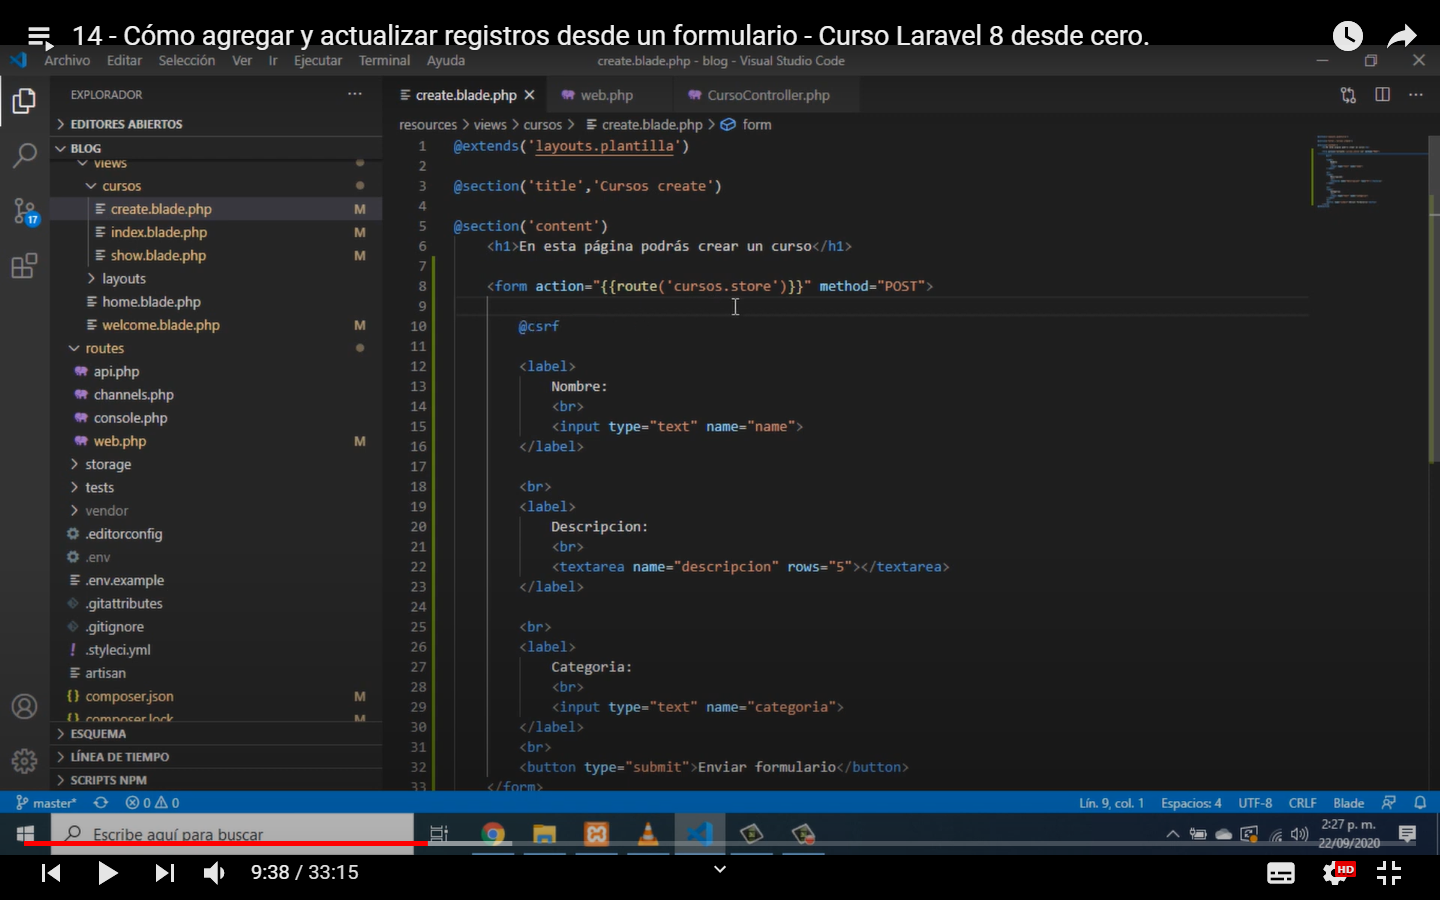 14 - Cómo agregar y actualizar registros desde un formulario - Curso Laravel 8 desde cero.
Archivo Editar Selección Ver Ir Ejecutar Terminal Ayuda create.blade.php - blog - Visual Studio Code
EXPLORADOR
EDITORES ABIERTOS
BLOG
views
cursos
create.blade.php M
index.blade.php M
show.blade.php M
layouts
home.blade.php
welcome.blade.php M
routes
api.php
channels.php
console.php
web.php M
storage
tests
vendor
.editorconfig
.env
.env.example
.gitattributes
.gitignore
.styleci.yml
artisan
composer.json M
composer.lock M
ESQUEMA
LÍNEA DE TIEMPO
SCRIPTS NPM
17
create.blade.php web.php CursoController.php
resources > views > cursos > create.blade.php > form
1 @extends('layouts.plantilla')
2
3 @section('title','Cursos create')
4
5 @section('content')
6 <h1>En esta página podrás crear un curso</h1>
7
8 <form action="{{route('cursos.store')}}" method="POST">
9
10 @csrf
11
12 <label>
13 Nombre:
14 <br>
15 <input type="text" name="name">
16 </label>
17
18 <br>
19 <label>
20 Descripcion:
21 <br>
22 <textarea name="descripcion" rows="5"></textarea>
23 </label>
24
25 <br>
26 <label>
27 Categoria:
28 <br>
29 <input type="text" name="categoria">
30 </label>
31 <br>
32 <button type="submit">Enviar formulario</button>
33 </form>
master* 0 0 Lín. 9, col. 1 Espacios: 4 UTF-8 CRLF Blade
Escribe aquí para buscar
2:27 p. m.
22/09/2020
9:38 / 33:15
HD